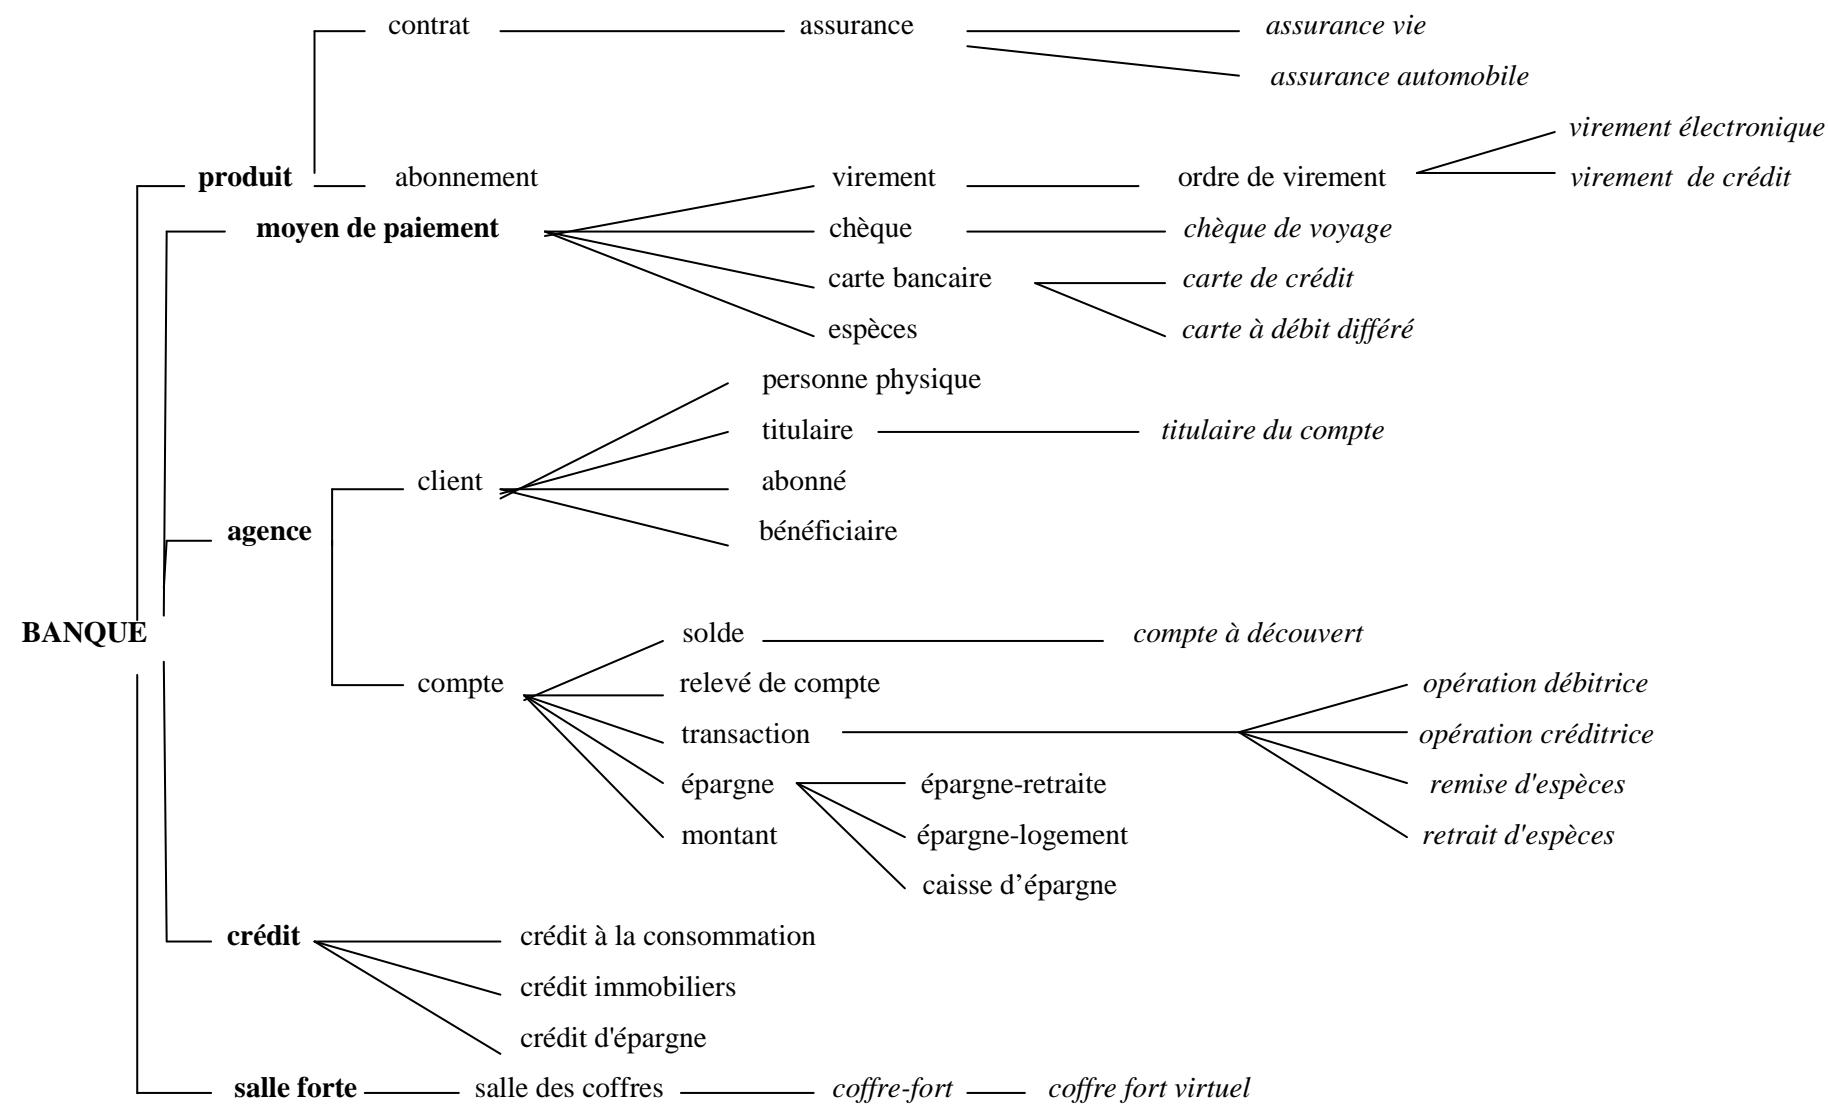 contrat assurance assurance vie
assurance automobile
virement électronique
produit abonnement virement ordre de virement virement de crédit
moyen de paiement chèque chèque de voyage
carte bancaire carte de crédit
espèces carte à débit différé
personne physique
titulaire titulaire du compte
client abonné
agence bénéficiaire
BANQUE solde compte à découvert
compte relevé de compte opération débitrice
transaction opération créditrice
épargne épargne-retraite remise d'espèces
montant épargne-logement retrait d'espèces
caisse d’épargne
crédit crédit à la consommation
crédit immobiliers
crédit d'épargne
salle forte salle des coffres coffre-fort coffre fort virtuel